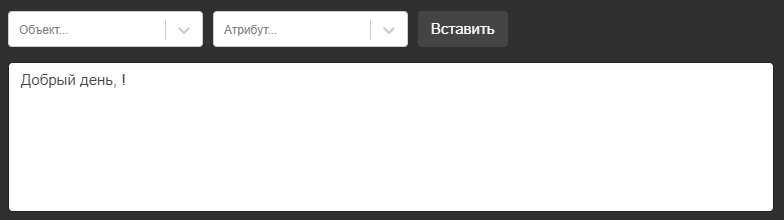 Объект... Атрибут... Вставить
Добрый день, !